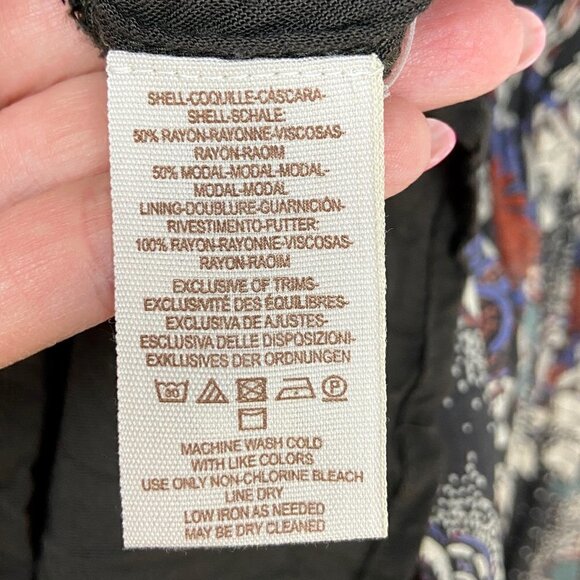 SHELL-COQUILLE-CÁSCARA-
SHELL-SCHALE
50% RAYON-RAYONNE-VISCOSAS-
RAYON-RAOIM
50% MODAL-MODAL-MODAL-
MODAL-MODAL
LINING-DOUBLURE-GUARNICIÓN-
RIVESTIMENTO-FUTTER:
100% RAYON-RAYONNE-VISCOSAS-
RAYON-RAOIM
EXCLUSIVE OF TRIMS-
EXCLUSIVITÉ DES ÉQUILIBRES-
EXCLUSIVA DE AJUSTES-
ESCLUSIVA DELLE DISPOSIZIONI-
EXKLUSIVES DER ORDNUNGEN
30 P
MACHINE WASH COLD
WITH LIKE COLORS
USE ONLY NON-CHLORINE BLEACH
LINE DRY
LOW IRON AS NEEDED
MAY BE DRY CLEANED